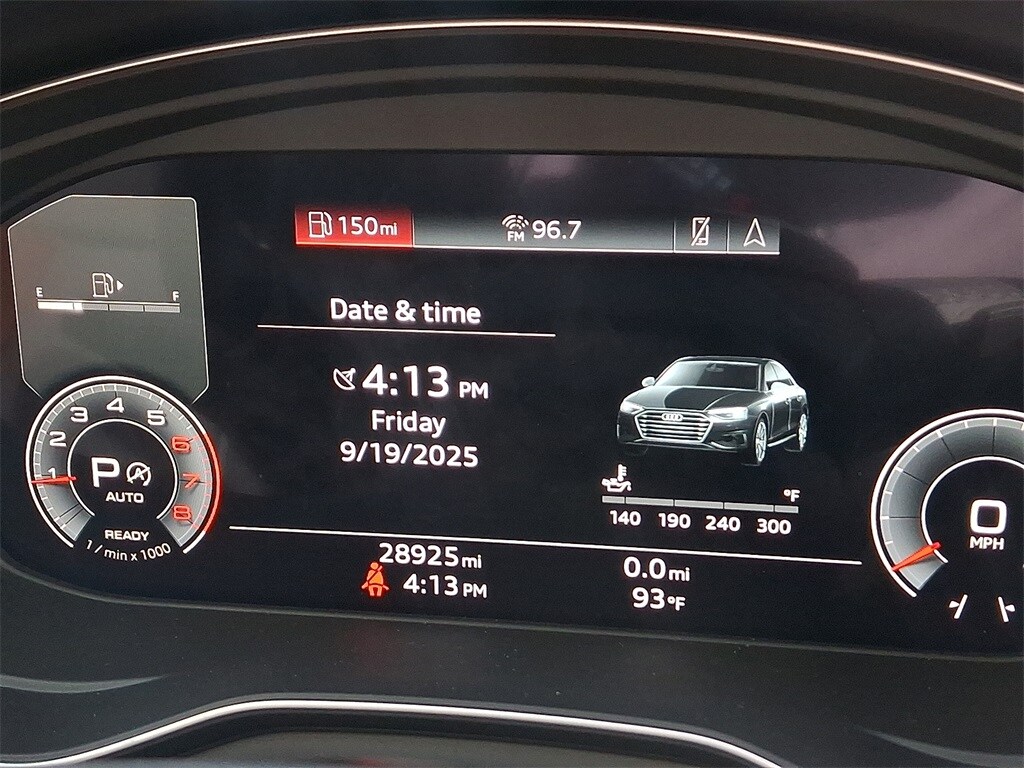 150mi
FM 96.7
E F
Date & time
4:13 PM
Friday
9/19/2025
1 2 3 4 5 6 7 8
P
AUTO
READY
1 / min x 1000
°F
140 190 240 300
0
MPH
28925mi
4:13 PM
0.0mi
93°F